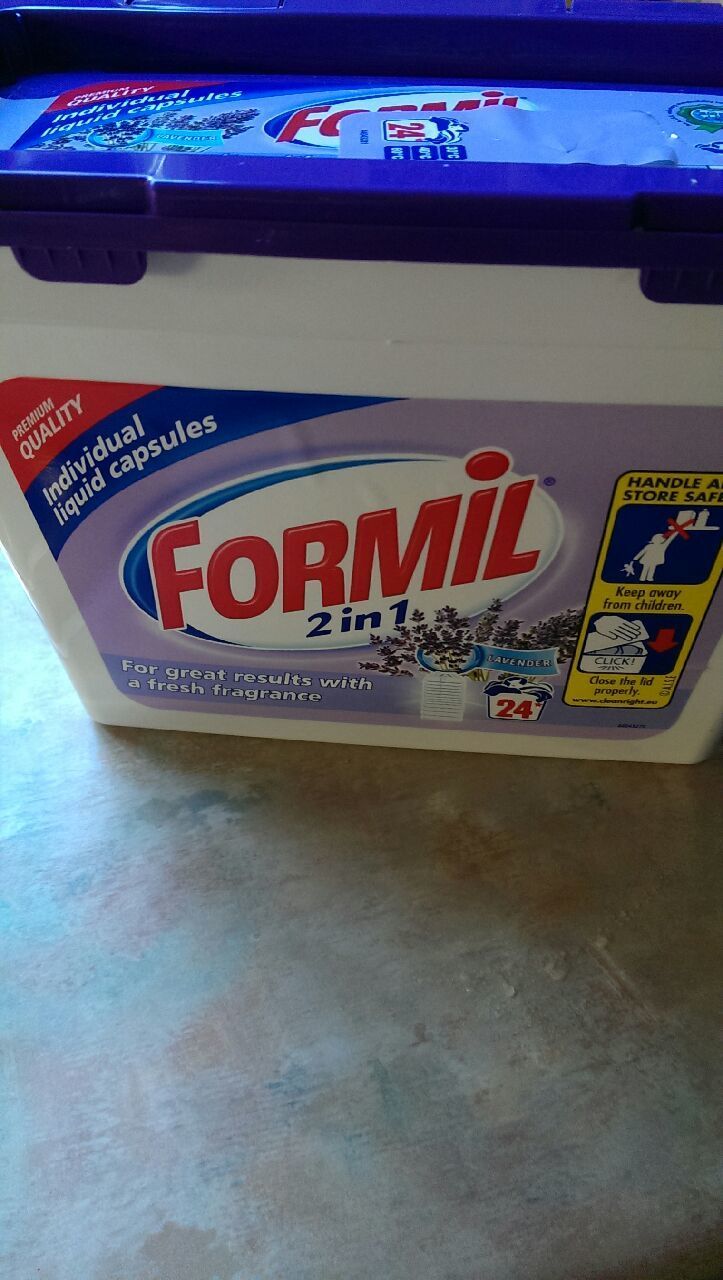 PREMIUM
QUALITY
Individual
liquid capsules
LAVENDER
FORMIL
24*
PREMIUM
QUALITY
Individual
liquid capsules
FORMIL®
2 in 1
LAVENDER
For great results with
a fresh fragrance
24*
HANDLE A
STORE SAFE
Keep away
from children.
CLICK!
Close the lid
properly.
www.cleanright.eu
©A.I.S.E